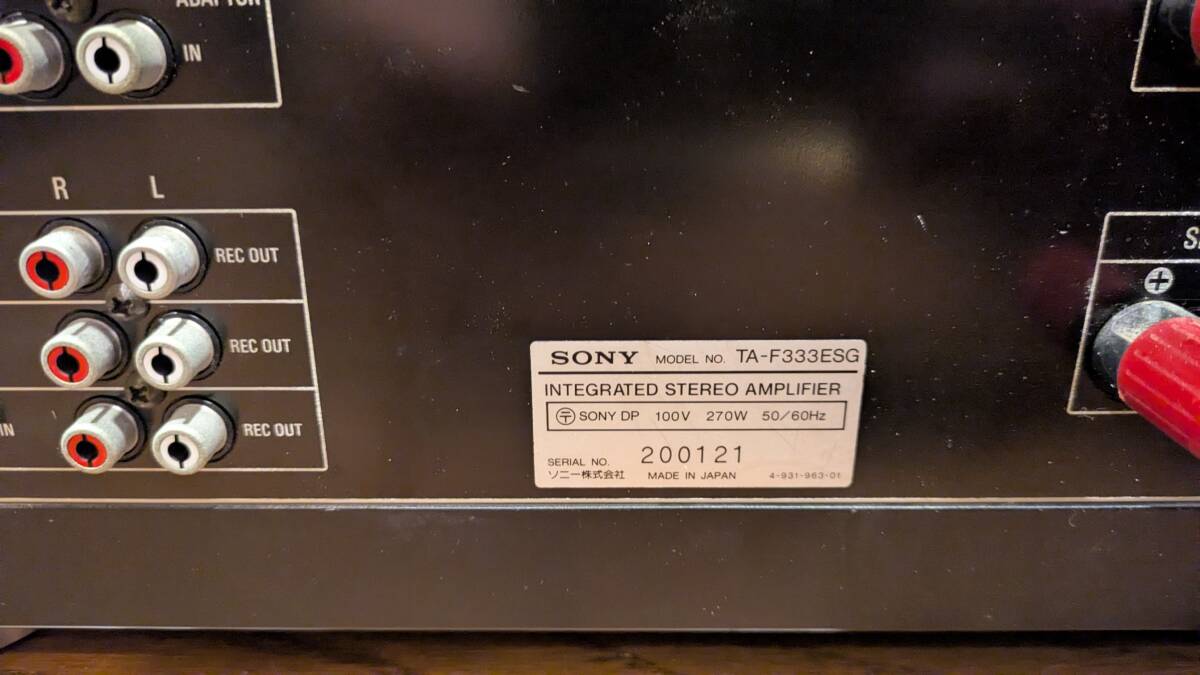 ADAPTOR
IN
R L
REC OUT
REC OUT
IN
REC OUT
SONY MODEL NO. TA-F333ESG
INTEGRATED STEREO AMPLIFIER
〒 SONY DP 100V 270W 50/60Hz
SERIAL NO. 200121
ソニー株式会社 MADE IN JAPAN 4-931-963-01
+